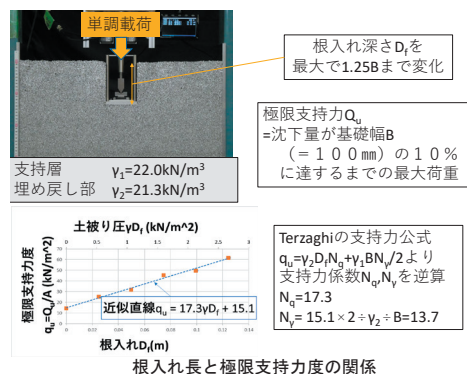 単調載荷
根入れ深さDfを
最大で1.25Bまで変化
極限支持力Qu
=沈下量が基礎幅B
（=１００㎜）の１０%
に達するまでの最大荷重
支持層 γ1=22.0kN/m³
埋め戻し部 γ2=21.3kN/m³
土被り圧γDf (kN/m^2)
0 0.5 1 1.5 2 2.5 3
極限支持力度
qu=Qu/A (kN/m^2)
70
60
50
40
30
20
10
0
近似直線qu = 17.3γDf + 15.1
0 0.02 0.04 0.06 0.08 0.1 0.12 0.14
根入れDf(m)
Terzaghiの支持力公式
qu=γ2DfNq+γ1BNγ/2より
支持力係数Nq,Nγを逆算
Nq=17.3
Nγ= 15.1×2÷γ2÷B=13.7
根入れ長と極限支持力度の関係